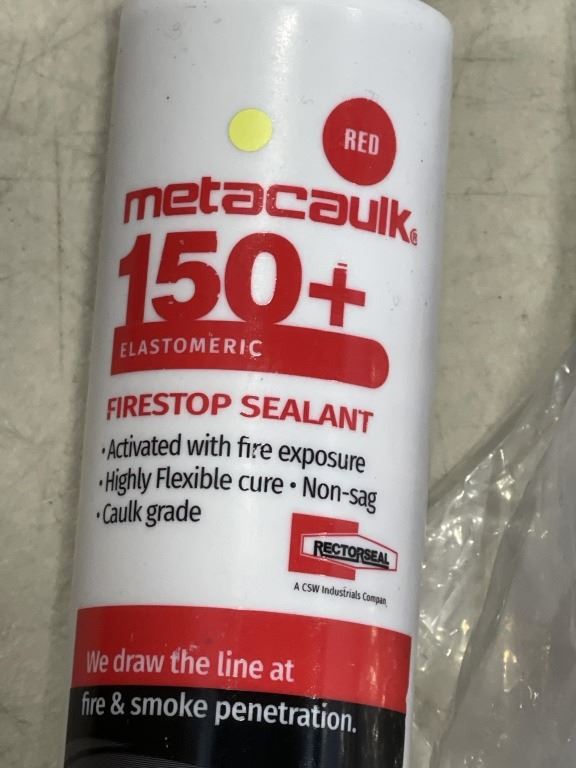 RED
metacaulk®
150+
ELASTOMERIC
FIRESTOP SEALANT
• Activated with fire exposure
• Highly Flexible cure • Non-sag
• Caulk grade
RECTORSEAL
A CSW Industrials Company
We draw the line at
fire & smoke penetration.